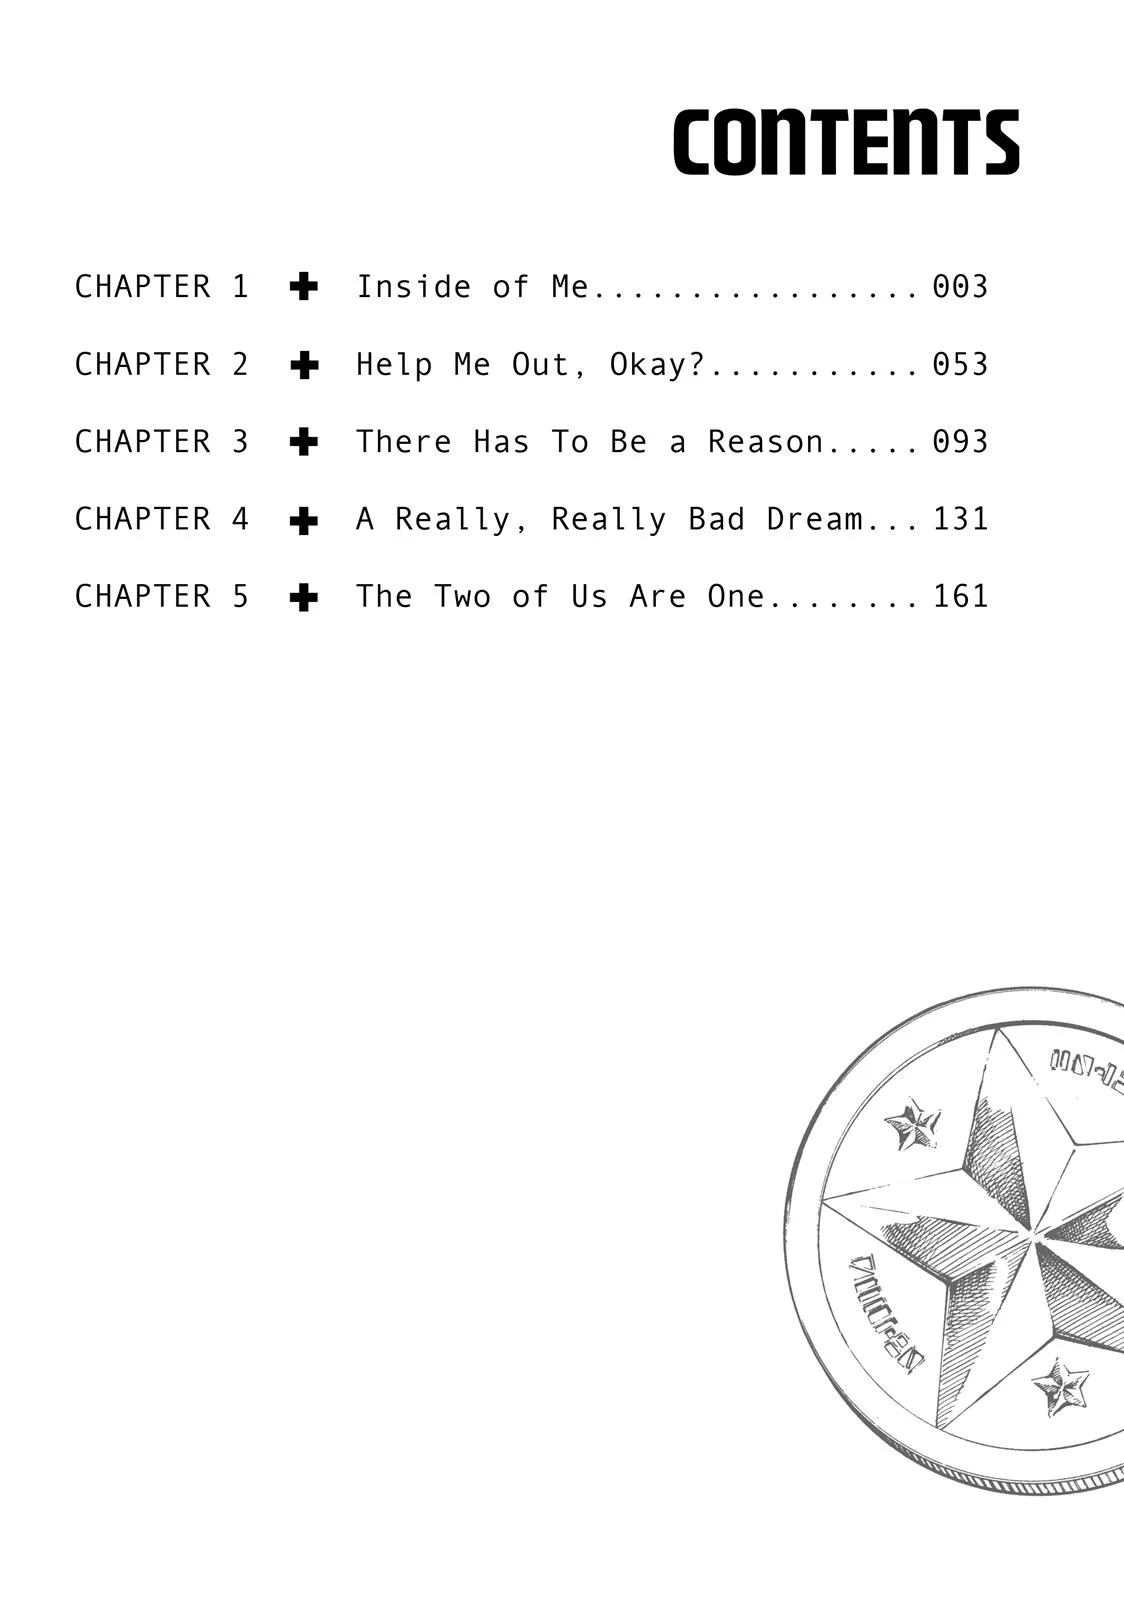 CONTENTS
CHAPTER 1 ✚ Inside of Me................. 003
CHAPTER 2 ✚ Help Me Out, Okay?........... 053
CHAPTER 3 ✚ There Has To Be a Reason..... 093
CHAPTER 4 ✚ A Really, Really Bad Dream... 131
CHAPTER 5 ✚ The Two of Us Are One........ 161